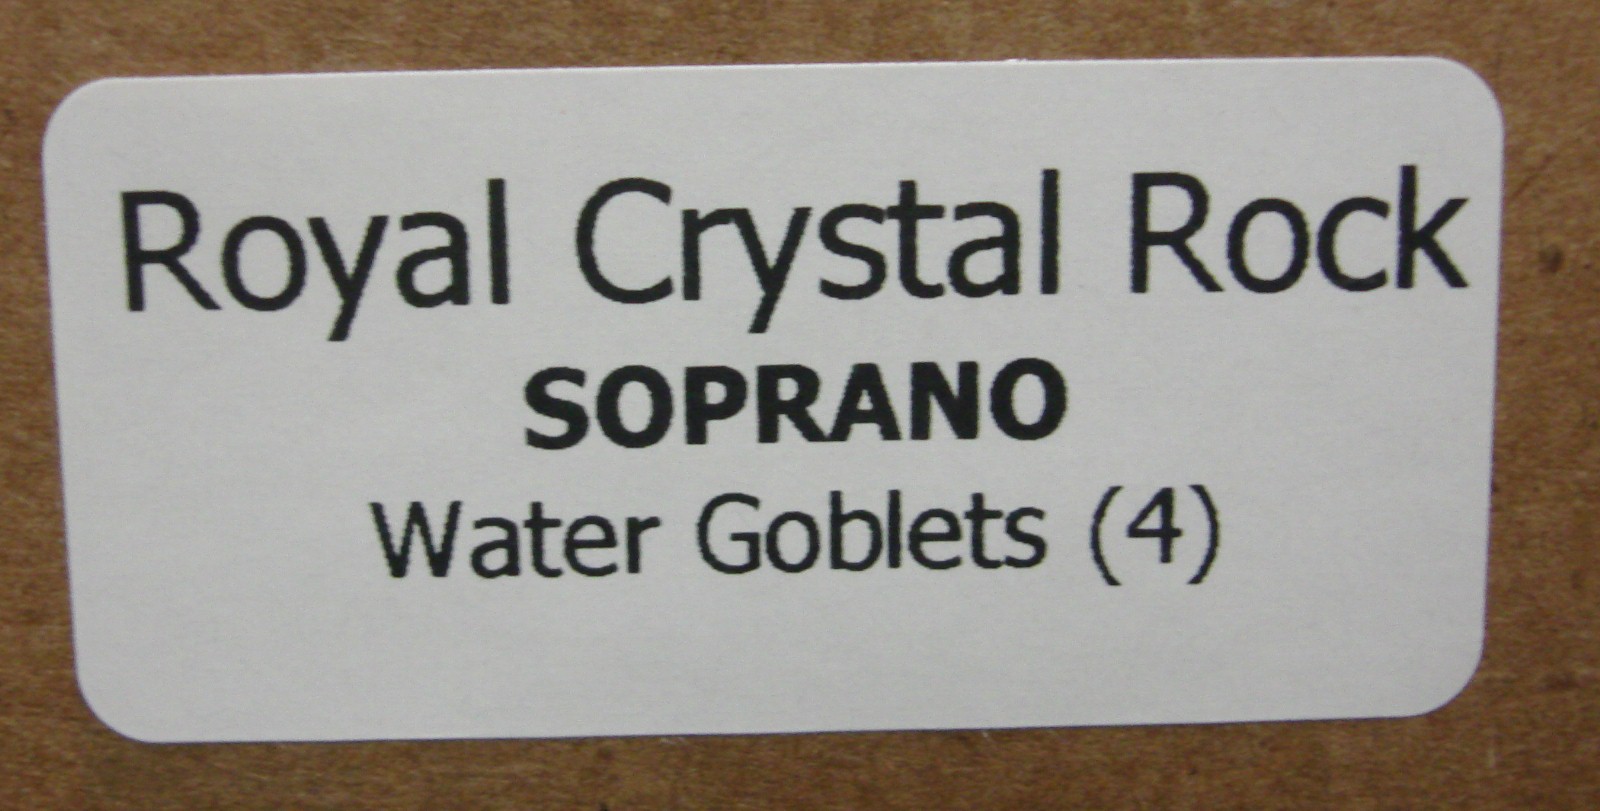 Royal Crystal Rock
SOPRANO
Water Goblets (4)